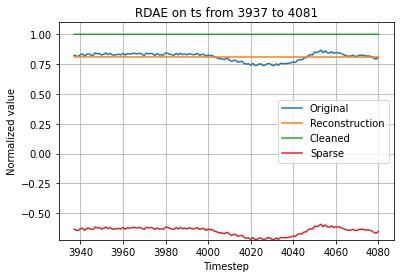 RDAE on ts from 3937 to 4081
Normalized value
1.00
0.75
0.50
0.25
0.00
−0.25
−0.50
Original
Reconstruction
Cleaned
Sparse
3940 3960 3980 4000 4020 4040 4060 4080
Timestep